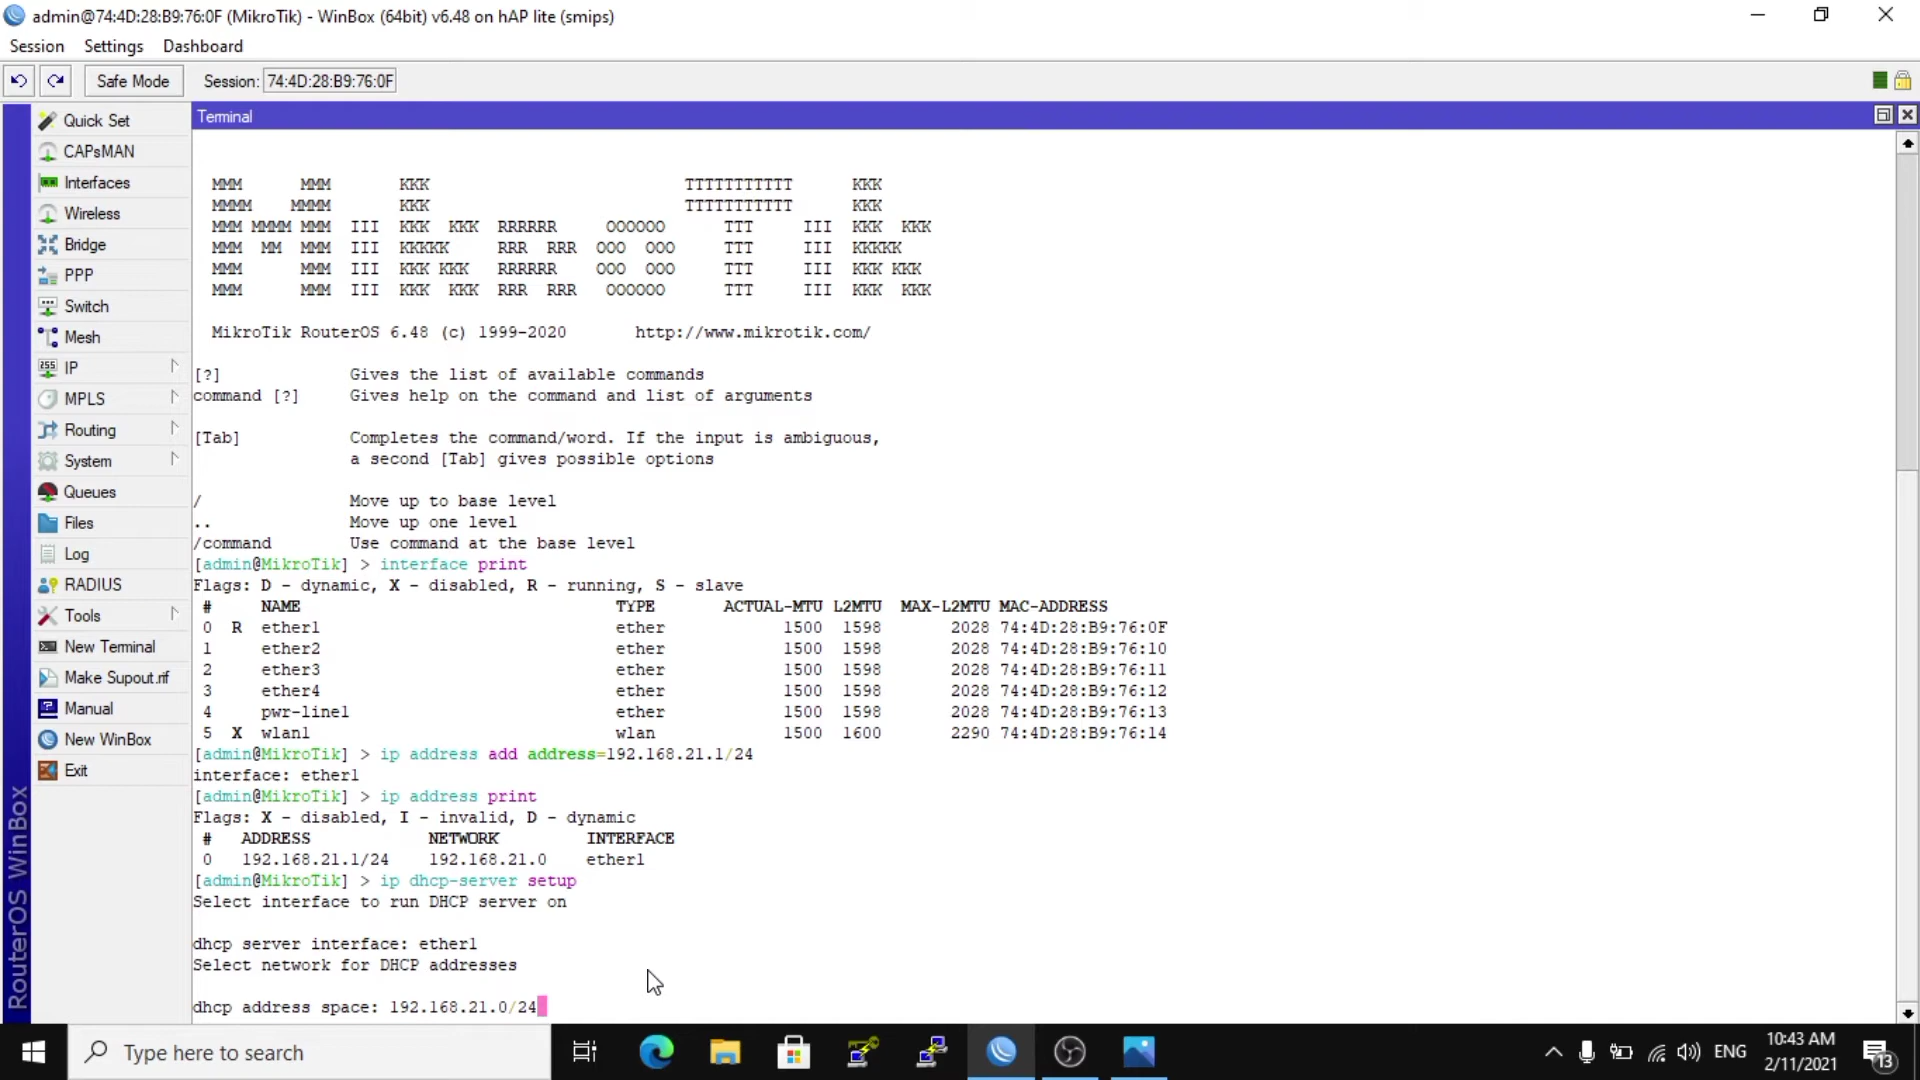 admin@74:4D:28:B9:76:0F (MikroTik) - WinBox (64bit) v6.48 on hAP lite (smips)
Session Settings Dashboard
Safe Mode Session: 74:4D:28:B9:76:0F
Quick Set
CAPsMAN
Interfaces
Wireless
Bridge
PPP
Switch
Mesh
IP
MPLS
Routing
System
Queues
Files
Log
RADIUS
Tools
New Terminal
Make Supout.rif
Manual
New WinBox
Exit
RouterOS WinBox
Terminal
MMM MMM KKK TTTTTTTTTTT KKK
MMMM MMMM KKK TTTTTTTTTTT KKK
MMM MMMM MMM III KKK KKK RRRRRR OOOOOO TTT III KKK KKK
MMM MM MMM III KKKKK RRR RRR OOO OOO TTT III KKKKK
MMM MMM III KKK KKK RRRRRR OOO OOO TTT III KKK KKK
MMM MMM III KKK KKK RRR RRR OOOOOO TTT III KKK KKK
MikroTik RouterOS 6.48 (c) 1999-2020 http://www.mikrotik.com/
[?] Gives the list of available commands
command [?] Gives help on the command and list of arguments
[Tab] Completes the command/word. If the input is ambiguous,
a second [Tab] gives possible options
/ Move up to base level
.. Move up one level
/command Use command at the base level
[admin@MikroTik] > interface print
Flags: D - dynamic, X - disabled, R - running, S - slave
# NAME TYPE ACTUAL-MTU L2MTU MAX-L2MTU MAC-ADDRESS
0 R ether1 ether 1500 1598 2028 74:4D:28:B9:76:0F
1 ether2 ether 1500 1598 2028 74:4D:28:B9:76:10
2 ether3 ether 1500 1598 2028 74:4D:28:B9:76:11
3 ether4 ether 1500 1598 2028 74:4D:28:B9:76:12
4 pwr-line1 ether 1500 1598 2028 74:4D:28:B9:76:13
5 X wlan1 wlan 1500 1600 2290 74:4D:28:B9:76:14
[admin@MikroTik] > ip address add address=192.168.21.1/24
interface: ether1
[admin@MikroTik] > ip address print
Flags: X - disabled, I - invalid, D - dynamic
# ADDRESS NETWORK INTERFACE
0 192.168.21.1/24 192.168.21.0 ether1
[admin@MikroTik] > ip dhcp-server setup
Select interface to run DHCP server on
dhcp server interface: ether1
Select network for DHCP addresses
dhcp address space: 192.168.21.0/24
Type here to search
ENG
10:43 AM
2/11/2021
13